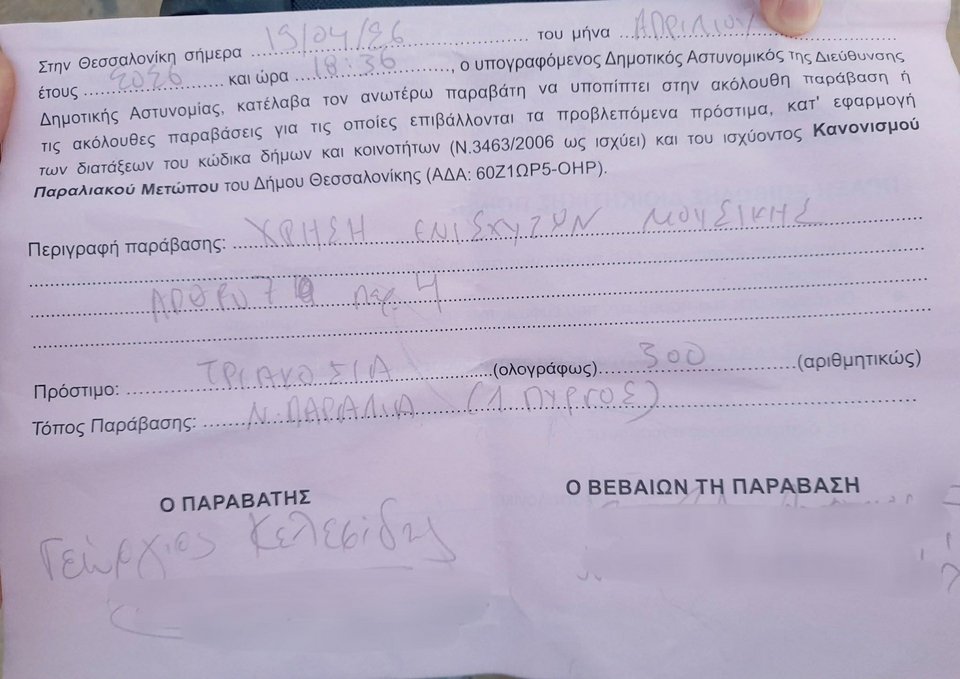 Στην Θεσσαλονίκη σήμερα 19/04/26 του μήνα ΑΠΡΙΛΙΟΥ
έτους 2026 και ώρα 18:36, ο υπογραφόμενος Δημοτικός Αστυνομικός της Διεύθυνσης
Δημοτικής Αστυνομίας, κατέλαβα τον ανωτέρω παραβάτη να υποπίπτει στην ακόλουθη παράβαση ή
τις ακόλουθες παραβάσεις για τις οποίες επιβάλλονται τα προβλεπόμενα πρόστιμα, κατ' εφαρμογή
των διατάξεων του κώδικα δήμων και κοινοτήτων (Ν.3463/2006 ως ισχύει) και του ισχύοντος Κανονισμού
Παραλιακού Μετώπου του Δήμου Θεσσαλονίκης (ΑΔΑ: 60Ζ1ΩΡ5-ΟΗΡ).
Περιγραφή παράβασης: ΧΡΗΣΗ ΕΝΙΣΧΥΤΩΝ ΜΟΥΣΙΚΗΣ
ΑΡΘΡΟ 7 παρ. 4
Πρόστιμο: ΤΡΙΑΚΟΣΙΑ (ολογράφως) 300 (αριθμητικώς)
Τόπος Παράβασης: Ν. ΠΑΡΑΛΙΑ (Λ. ΠΥΡΓΟΣ)
Ο ΠΑΡΑΒΑΤΗΣ Ο ΒΕΒΑΙΩΝ ΤΗ ΠΑΡΑΒΑΣΗ
Γεώργιος Κελεσίδης